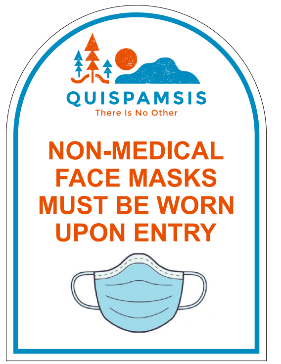 QUISPAMSIS
There Is No Other
NON-MEDICAL
FACE MASKS
MUST BE WORN
UPON ENTRY